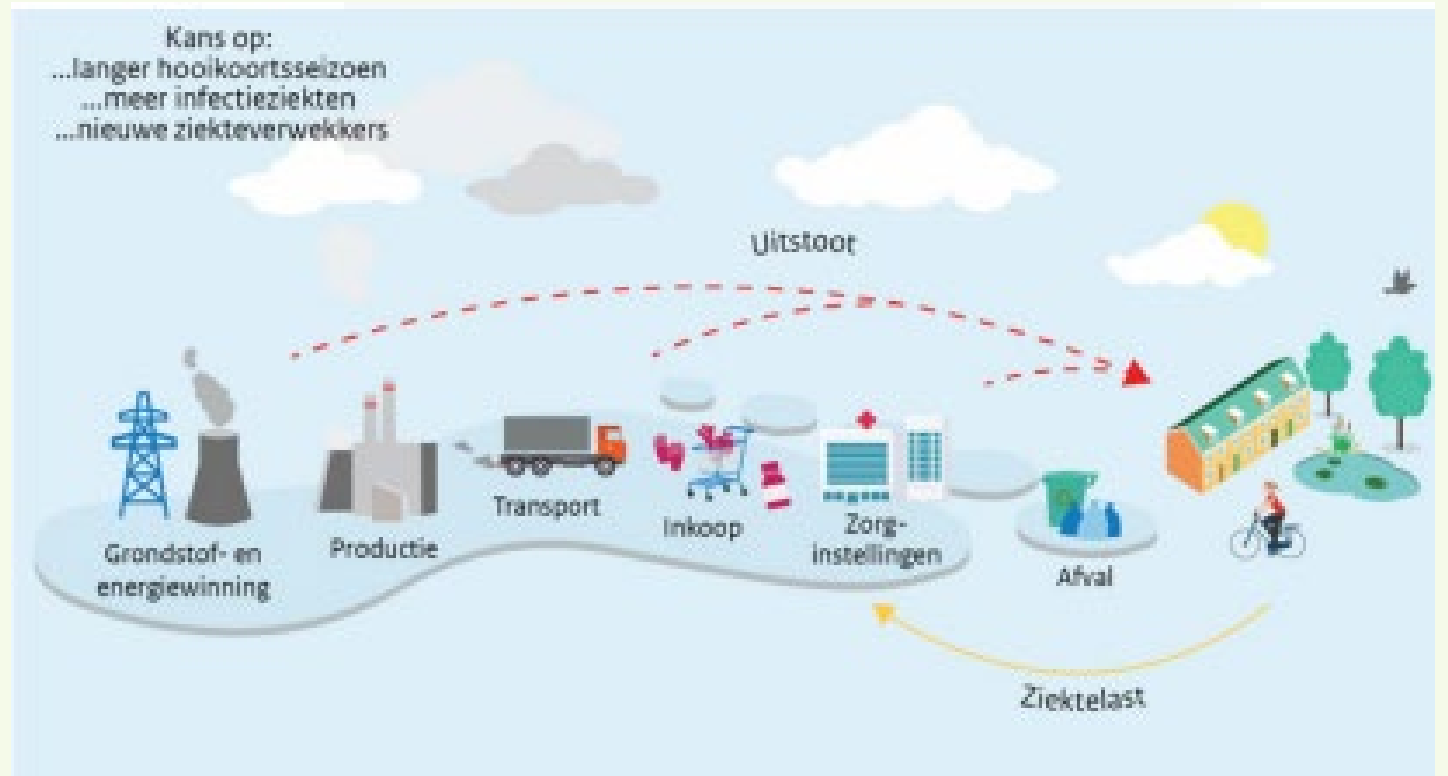 Kans op:
...langer hooikoortsseizoen
...meer infectieziekten
...nieuwe ziekteverwekkers
Uitstoot
Grondstof- en
energiewinning
Productie
Transport
Inkoop
Zorg-
instellingen
Afval
Ziektelast